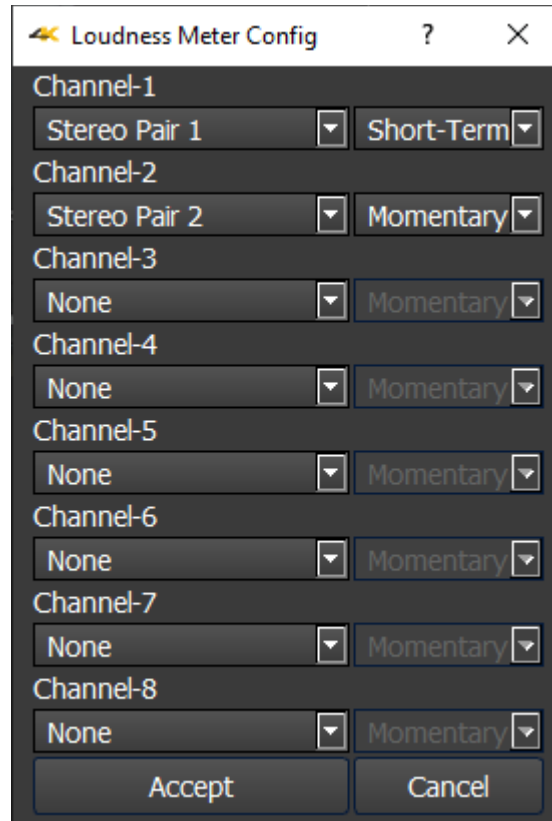 4K Loudness Meter Config ? X
Channel-1
Stereo Pair 1 Short-Term
Channel-2
Stereo Pair 2 Momentary
Channel-3
None Momentary
Channel-4
None Momentary
Channel-5
None Momentary
Channel-6
None Momentary
Channel-7
None Momentary
Channel-8
None Momentary
Accept Cancel